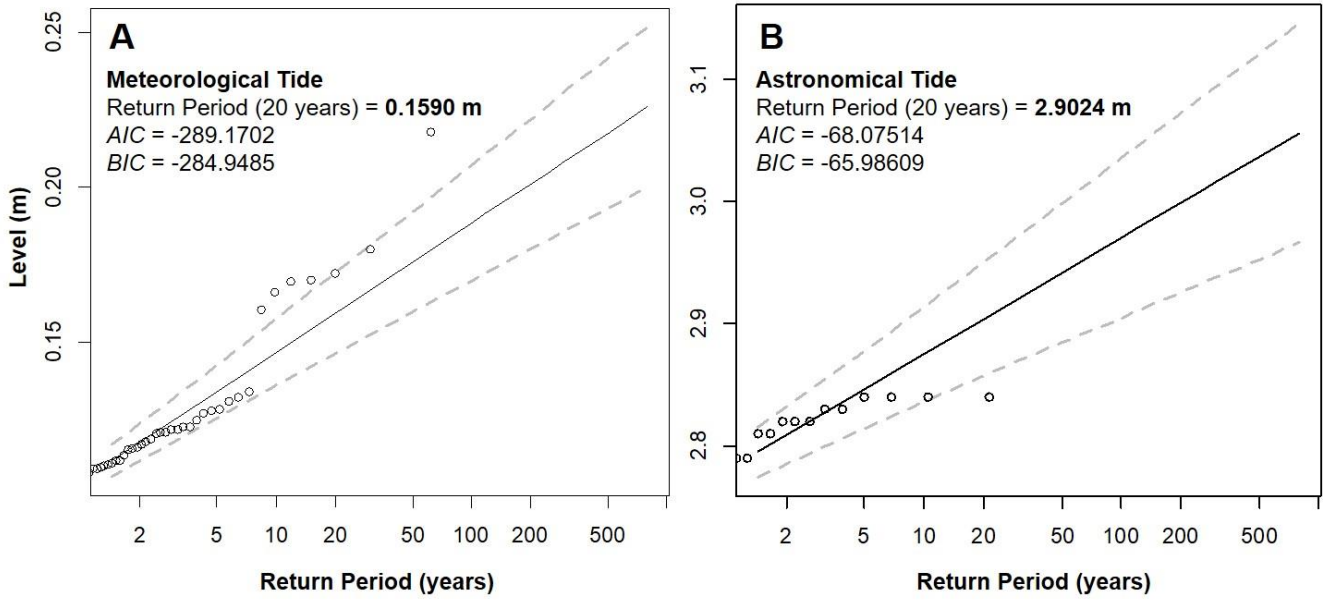 A
Meteorological Tide
Return Period (20 years) = 0.1590 m
AIC = -289.1702
BIC = -284.9485
Level (m)
0.25
0.20
0.15
2 5 10 20 50 100 200 500
Return Period (years)
B
Astronomical Tide
Return Period (20 years) = 2.9024 m
AIC = -68.07514
BIC = -65.98609
3.1
3.0
2.9
2.8
2 5 10 20 50 100 200 500
Return Period (years)